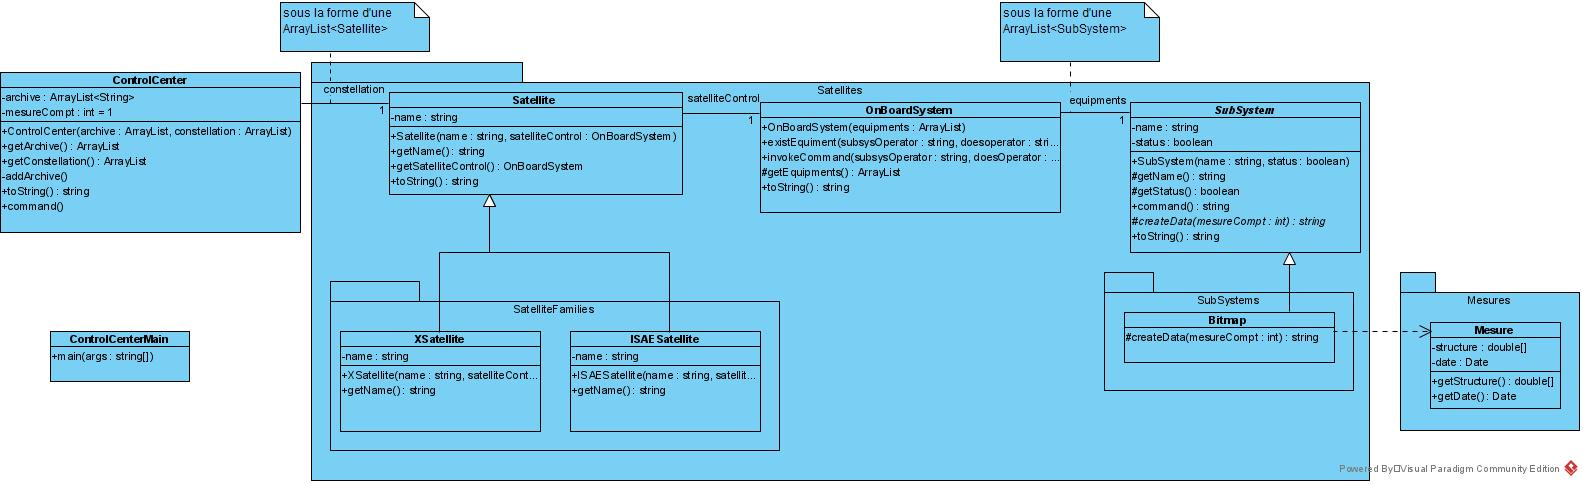 sous la forme d'une
ArrayList<Satellite>
sous la forme d'une
ArrayList<SubSystem>
ControlCenter
-archive : ArrayList<String>
-mesureCompt : int = 1
+ControlCenter(archive : ArrayList, constellation : ArrayList)
+getArchive() : ArrayList
+getConstellation() : ArrayList
-addArchive()
+toString() : string
+command()
constellation
1
Satellites
Satellite
-name : string
+Satellite(name : string, satelliteControl : OnBoardSystem)
+getName() : string
+getSatelliteControl() : OnBoardSystem
+toString() : string
satelliteControl
1
OnBoardSystem
+OnBoardSystem(equipments : ArrayList)
+existEquiment(subsysOperator : string, doesoperator : stri...
+invokeCommand(subsysOperator : string, doesOperator : ...
#getEquipments() : ArrayList
+toString() : string
equipments
1
SubSystem
-name : string
-status : boolean
+SubSystem(name : string, status : boolean)
#getName() : string
#getStatus() : boolean
+command() : string
#createData(mesureCompt : int) : string
+toString() : string
ControlCenterMain
+main(args : string[])
SatelliteFamilies
XSatellite
-name : string
+XSatellite(name : string, satelliteCont...
+getName() : string
ISAESatellite
-name : string
+ISAESatellite(name : string, satellit...
+getName() : string
SubSystems
Bitmap
#createData(mesureCompt : int) : string
Mesures
Mesure
-structure : double[]
-date : Date
+getStructure() : double[]
+getDate() : Date
Powered By□Visual Paradigm Community Edition